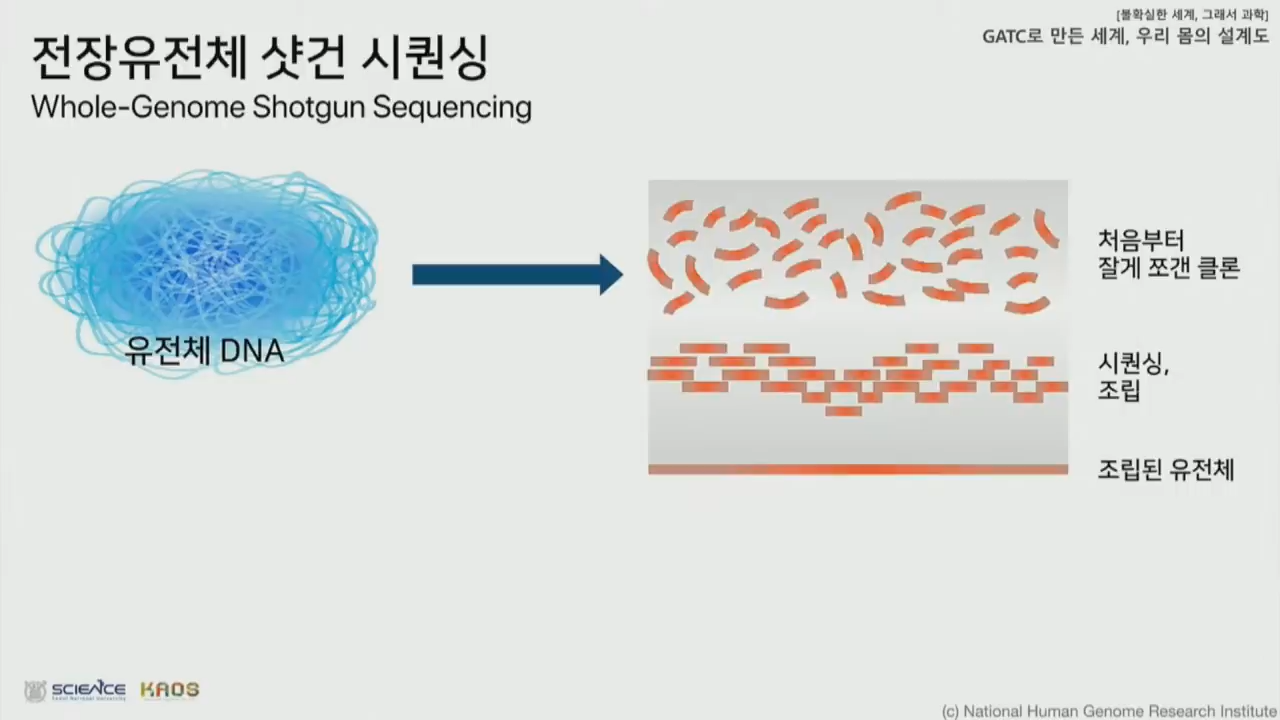 [불확실한 세계, 그래서 과학]
GATC로 만든 세계, 우리 몸의 설계도
전장유전체 샷건 시퀀싱
Whole-Genome Shotgun Sequencing
유전체 DNA
처음부터
잘게 쪼갠 클론
시퀀싱,
조립
조립된 유전체
SCIENCE
Seoul National University
KAOS
(c) National Human Genome Research Institute